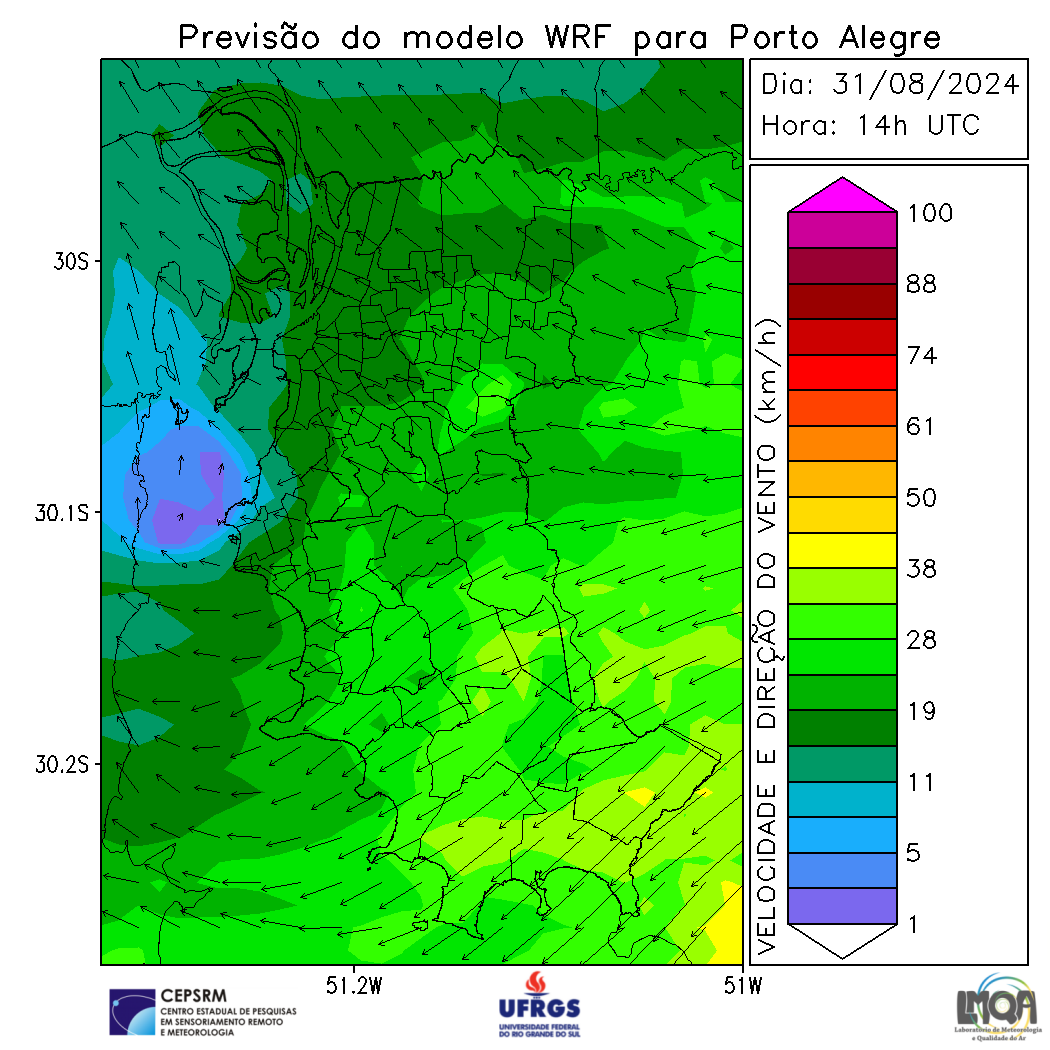 Previsão do modelo WRF para Porto Alegre
Dia: 31/08/2024
Hora: 14h UTC
30S
30.1S
30.2S
51.2W
51W
VELOCIDADE E DIREÇÃO DO VENTO (km/h)
100
88
74
61
50
38
28
19
11
5
1
CEPSRM
CENTRO ESTADUAL DE PESQUISAS
EM SENSORIAMENTO REMOTO
E METEOROLOGIA
UFRGS
UNIVERSIDADE FEDERAL
DO RIO GRANDE DO SUL
LMQA
Laboratório de Meteorologia
e Qualidade do Ar